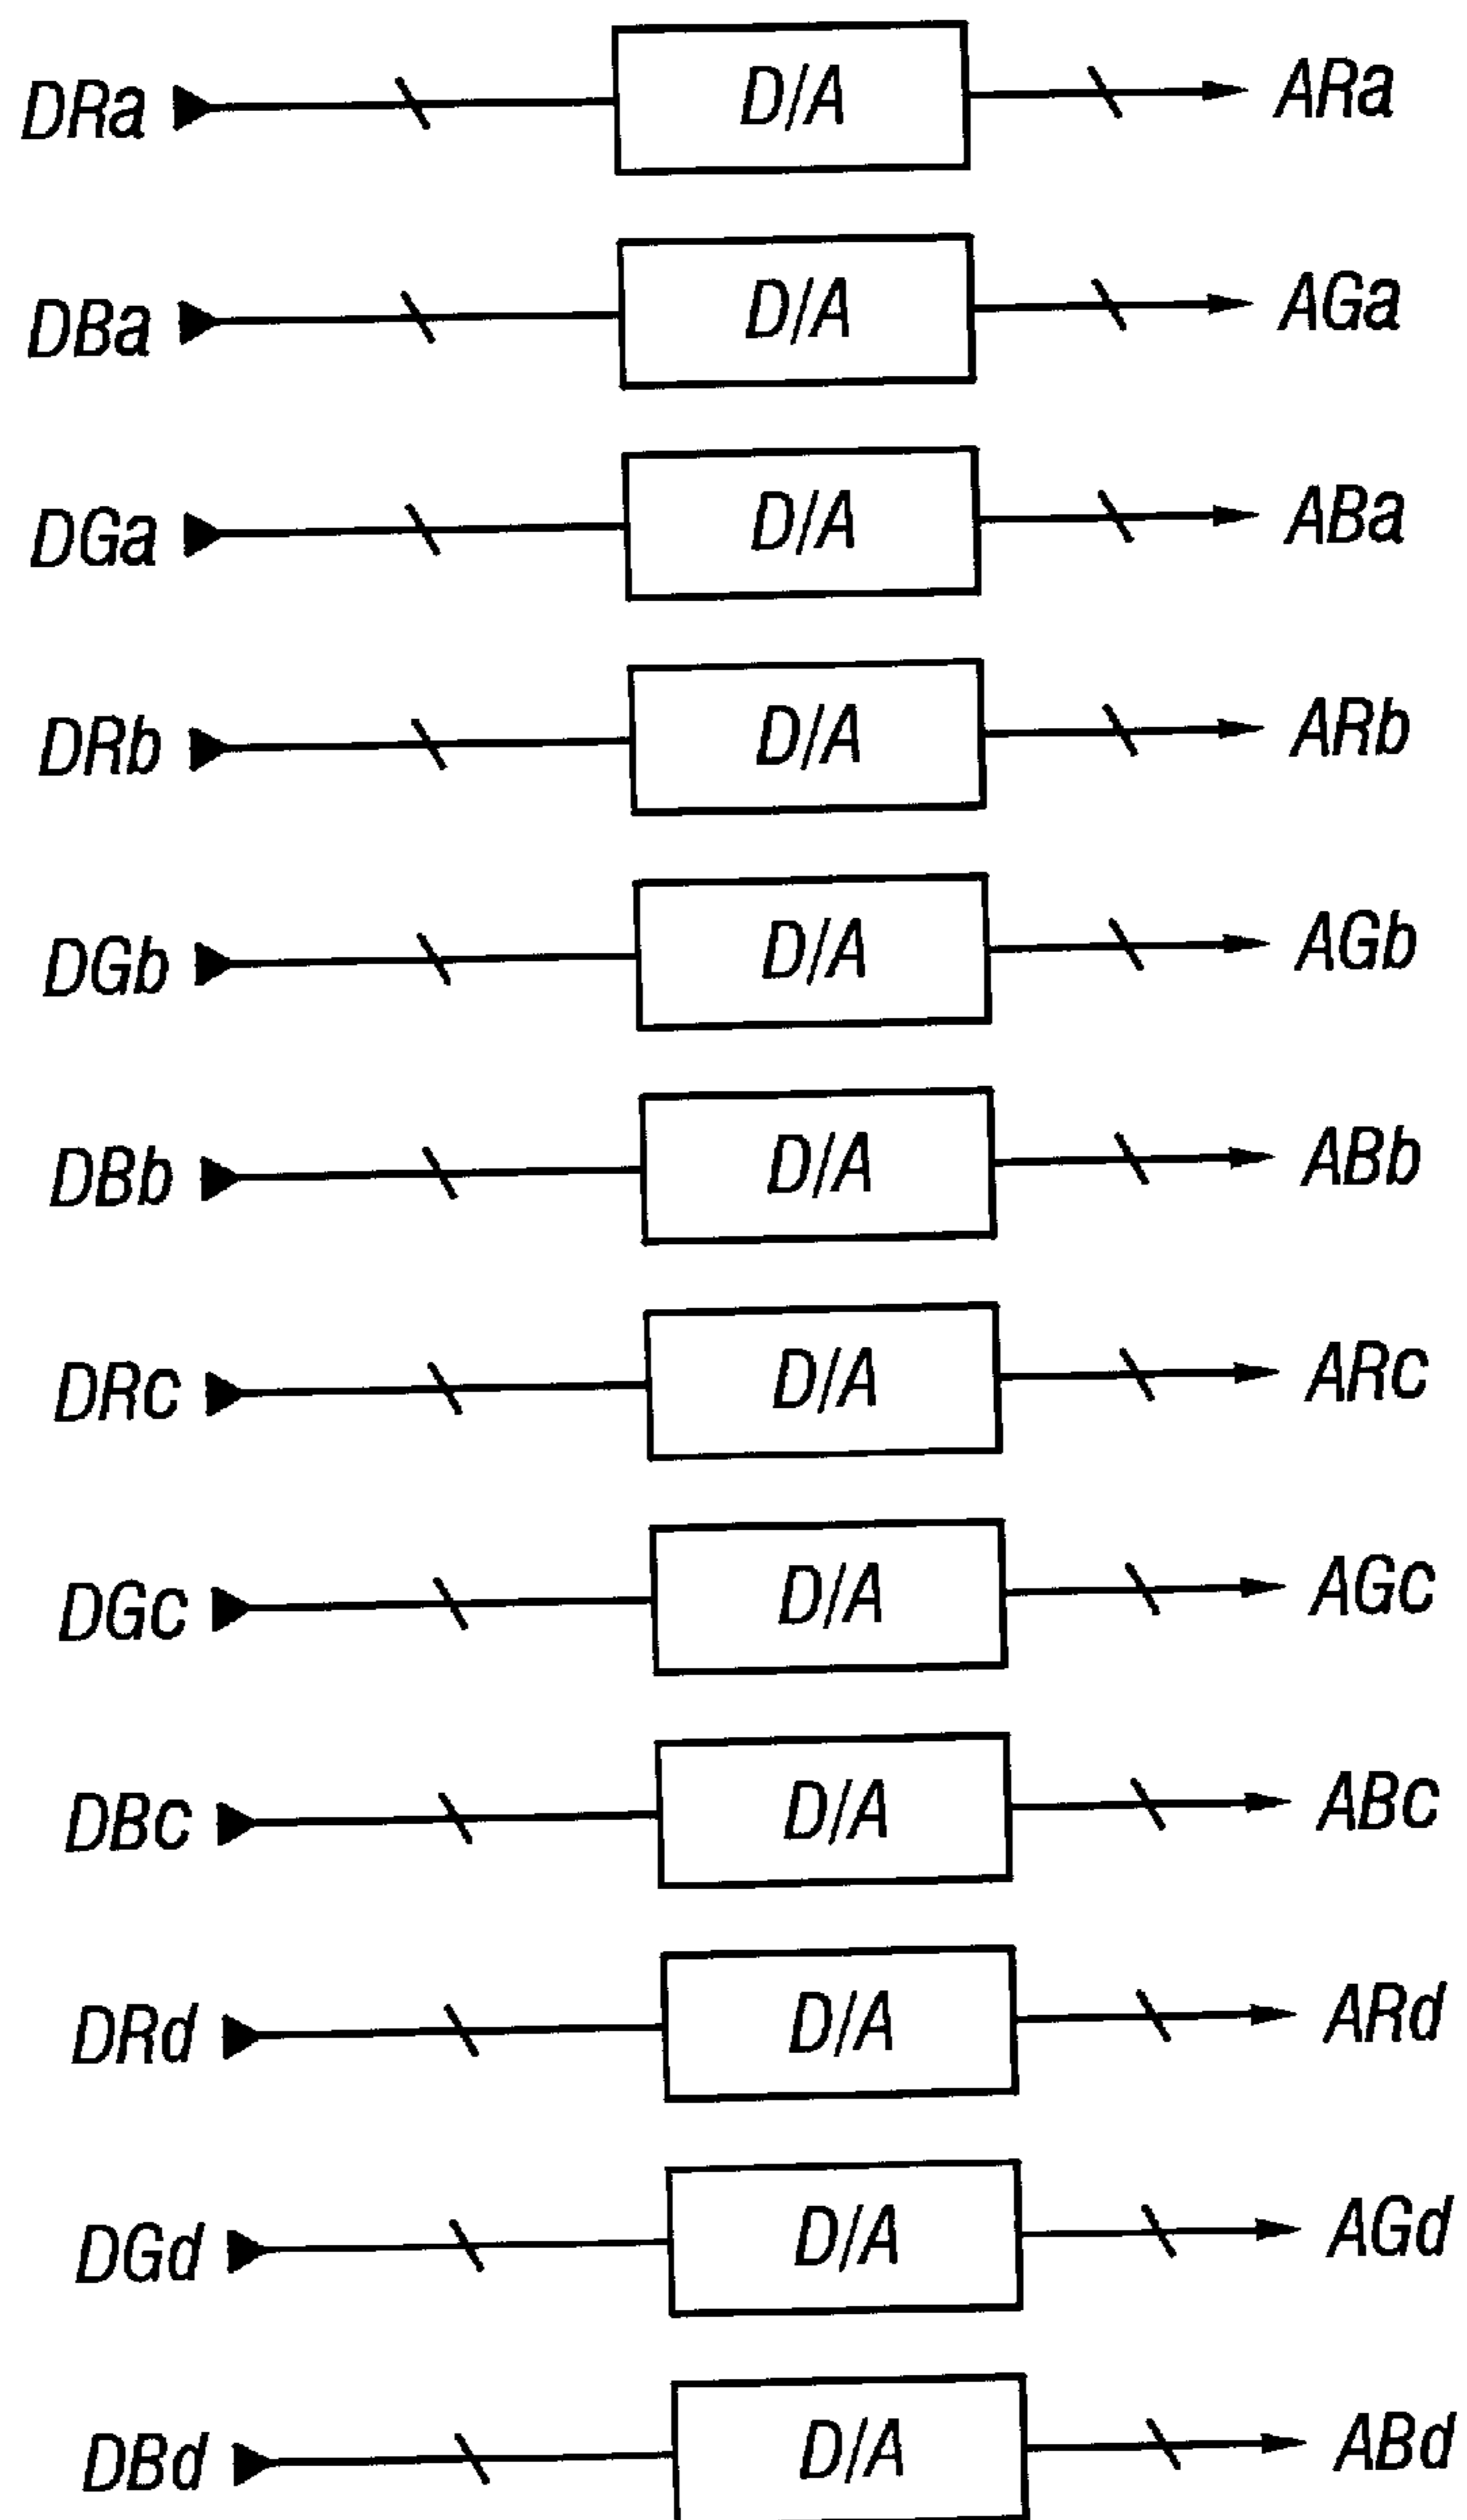 DRa D/A ARa
DBa D/A AGa
DGa D/A ABa
DRb D/A ARb
DGb D/A AGb
DBb D/A ABb
DRc D/A ARc
DGc D/A AGc
DBc D/A ABc
DRd D/A ARd
DGd D/A AGd
DBd D/A ABd